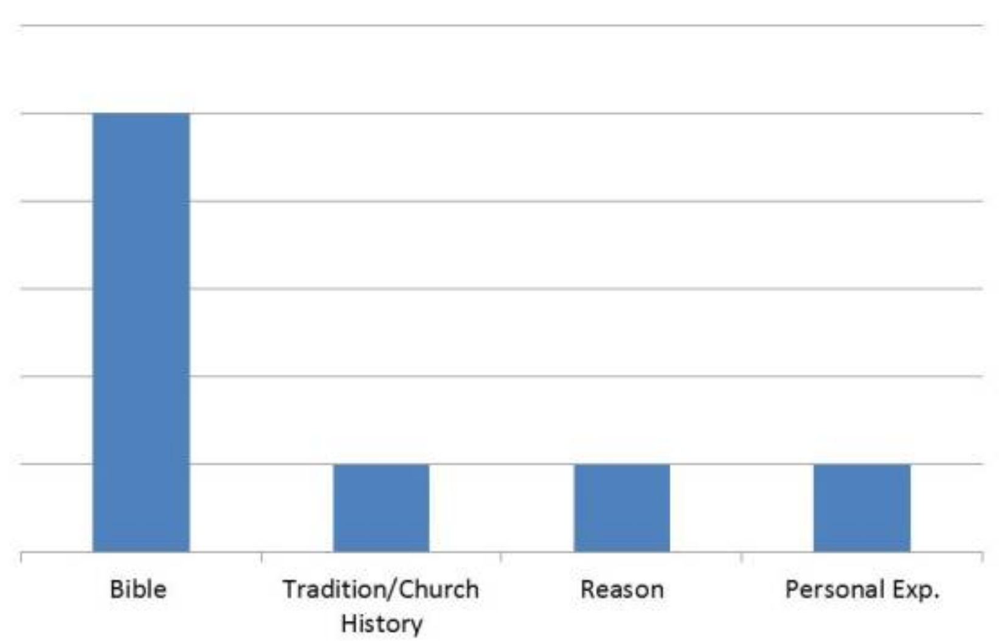 Bible
Tradition/Church
History
Reason
Personal Exp.